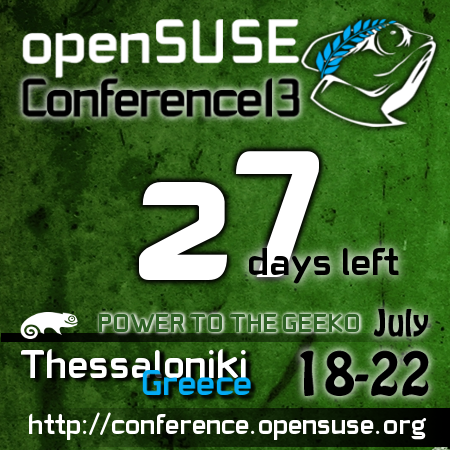 openSUSE
Conference13
27
days left
POWER TO THE GEEKO July
Thessaloniki
Greece
18-22
http://conference.opensuse.org